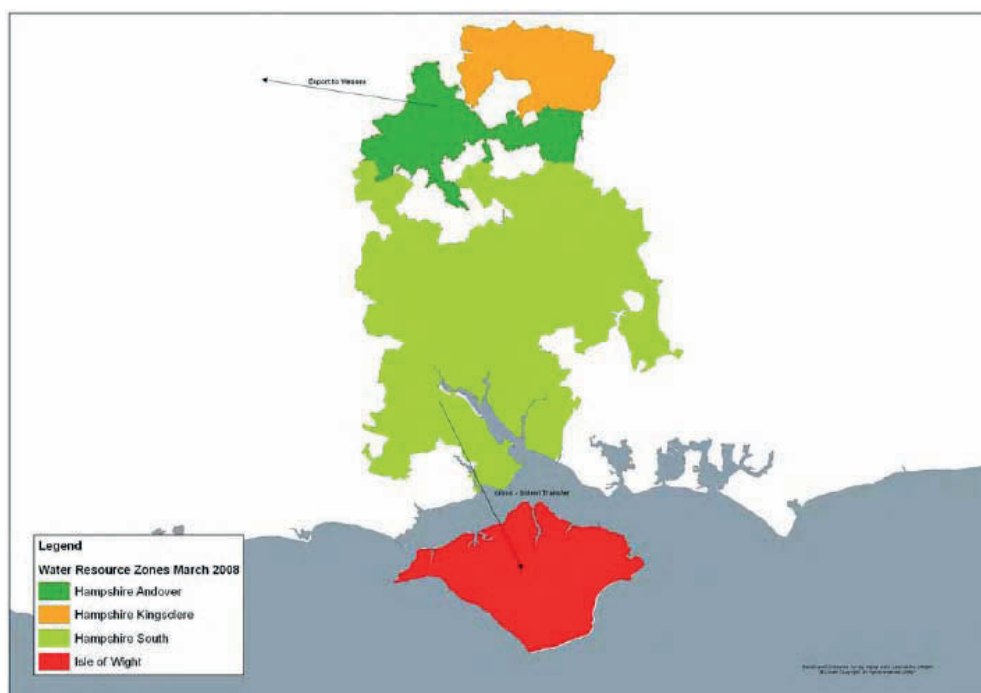 Export to Wessex
Cross - Solent Transfer
Legend
Water Resource Zones March 2008
Hampshire Andover
Hampshire Kingsclere
Hampshire South
Isle of Wight